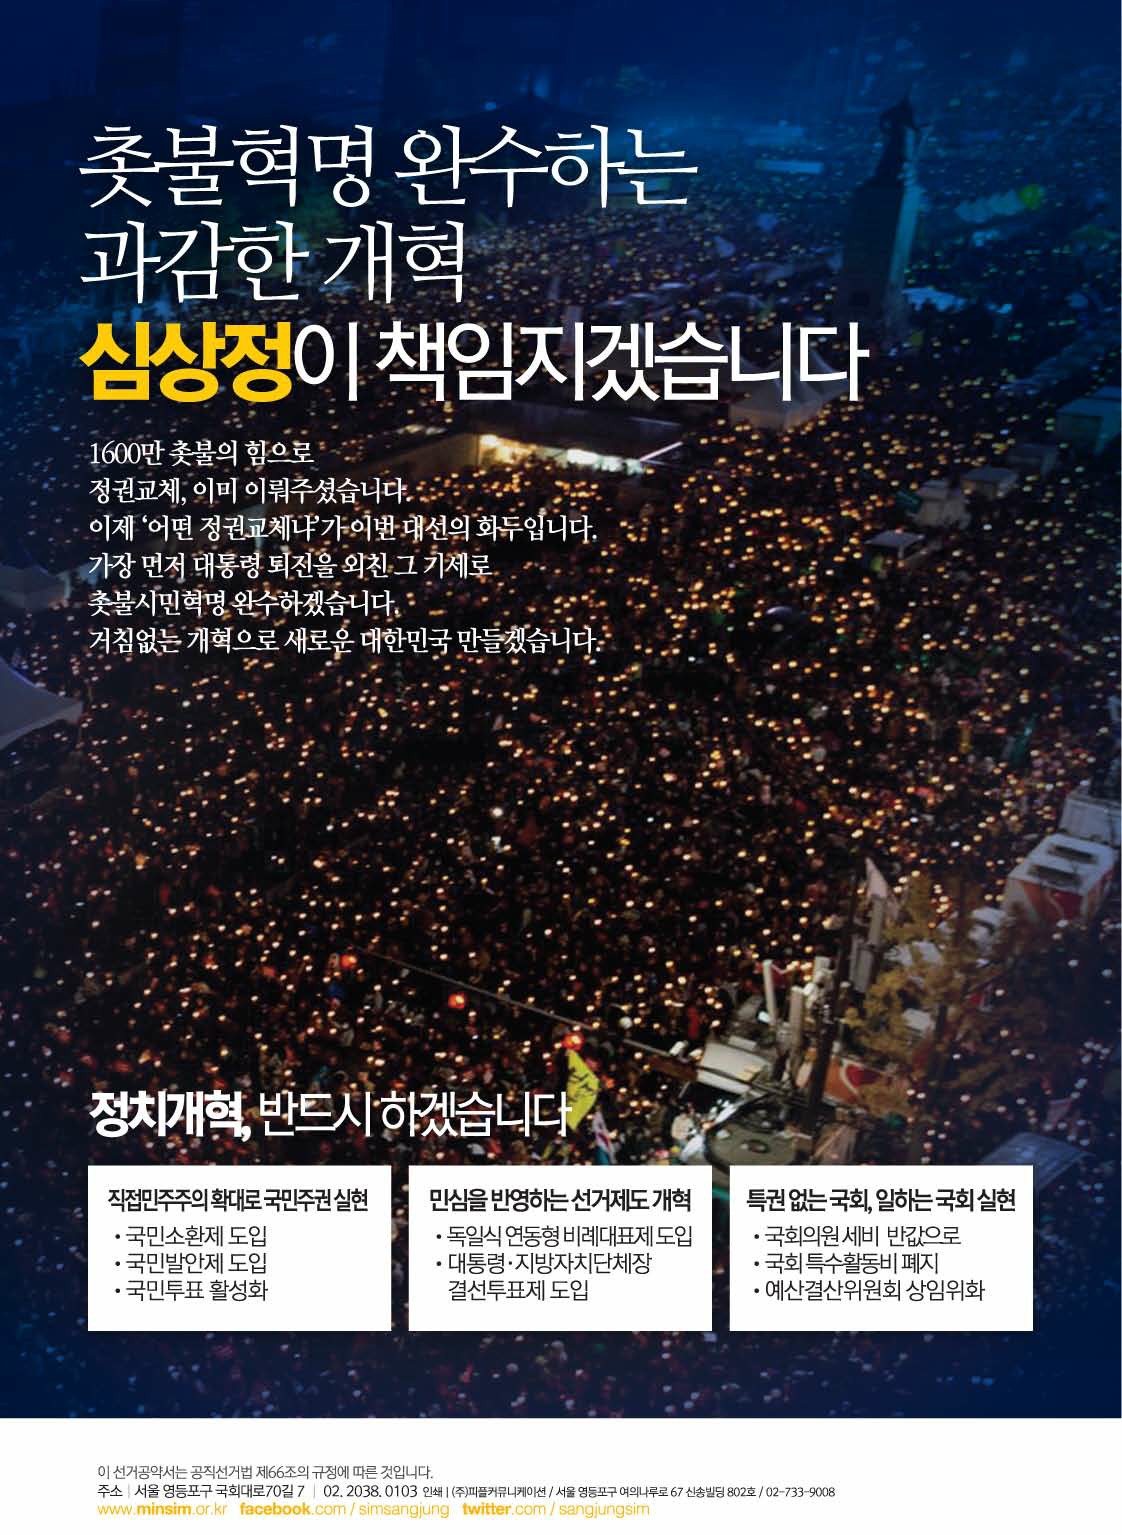 촛불혁명 완수하는
과감한 개혁
심상정이 책임지겠습니다
1600만 촛불의 힘으로
정권교체, 이미 이뤄주셨습니다.
이제 ‘어떤 정권교체냐’가 이번 대선의 화두입니다.
가장 먼저 대통령 퇴진을 외친 그 기세로
촛불시민혁명 완수하겠습니다.
거침없는 개혁으로 새로운 대한민국 만들겠습니다.
정치개혁, 반드시 하겠습니다
직접민주주의 확대로 국민주권 실현
· 국민소환제 도입
· 국민발안제 도입
· 국민투표 활성화
민심을 반영하는 선거제도 개혁
· 독일식 연동형 비례대표제 도입
· 대통령·지방자치단체장
결선투표제 도입
특권 없는 국회, 일하는 국회 실현
· 국회의원 세비 반값으로
· 국회 특수활동비 폐지
· 예산결산위원회 상임위화
이 선거공약서는 공직선거법 제66조의 규정에 따른 것입니다.
주소 | 서울 영등포구 국회대로70길 7 | 02. 2038. 0103 인쇄 | (주)피플커뮤니케이션 / 서울 영등포구 여의나루로 67 신송빌딩 802호 / 02-733-9008
www.minsim.or.kr facebook.com / simsangjung twitter.com / sangjungsim